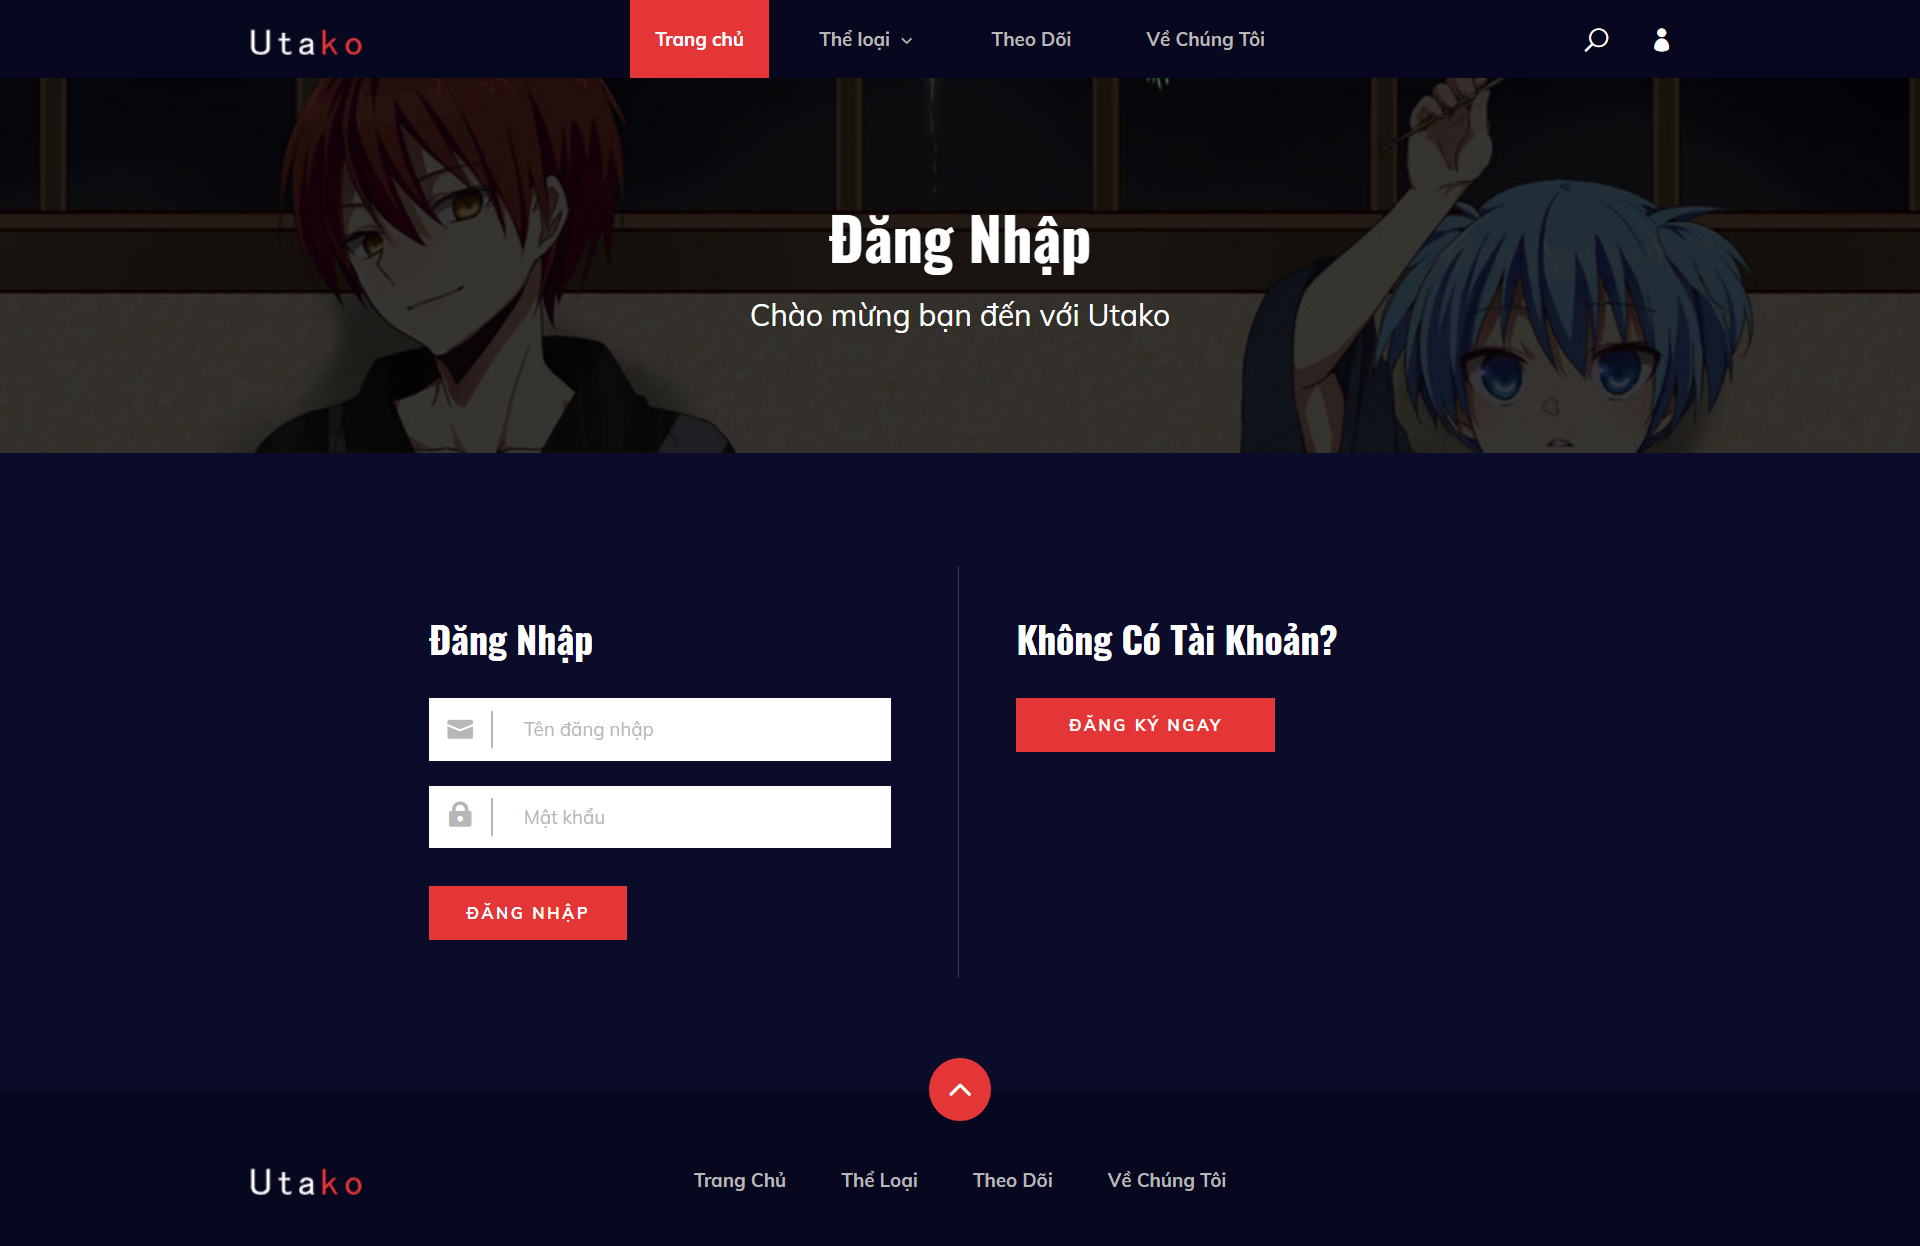 Utako
Trang chủ
Thể loại
Theo Dõi
Về Chúng Tôi
Đăng Nhập
Chào mừng bạn đến với Utako
Đăng Nhập
Tên đăng nhập
Mật khẩu
ĐĂNG NHẬP
Không Có Tài Khoản?
ĐĂNG KÝ NGAY
Utako
Trang Chủ
Thể Loại
Theo Dõi
Về Chúng Tôi